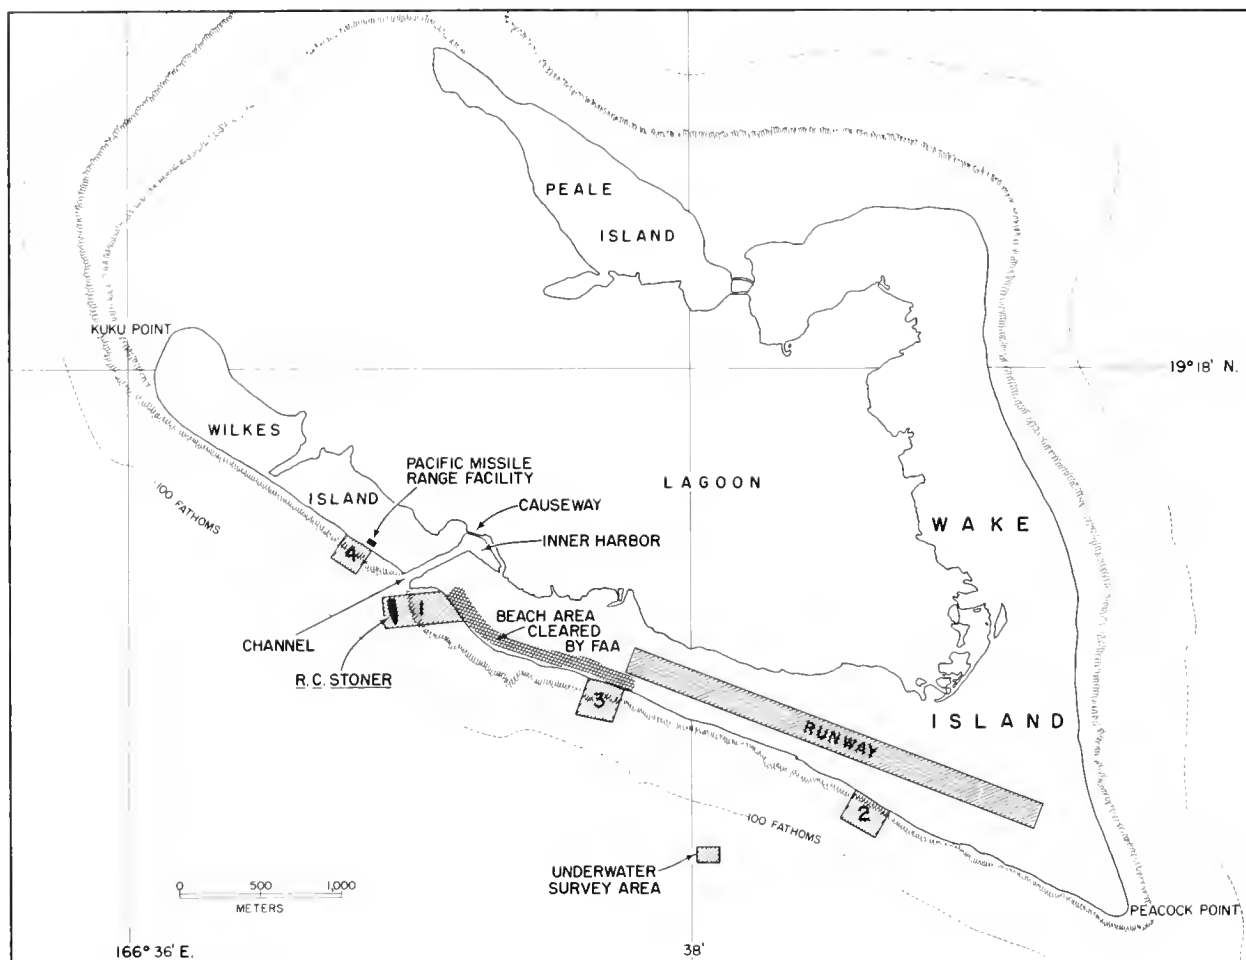 PEALE
ISLAND
KUKU POINT
19° 18' N.
WILKES
ISLAND
PACIFIC MISSILE
RANGE FACILITY
CAUSEWAY
INNER HARBOR
LAGOON
WAKE
ISLAND
100 FATHOMS
4
1
CHANNEL
R. C. STONER
BEACH AREA
CLEARED
BY FAA
3
RUNWAY
2
100 FATHOMS
UNDERWATER
SURVEY AREA
0 500 1,000
METERS
PEACOCK POINT
166° 36' E.
38'